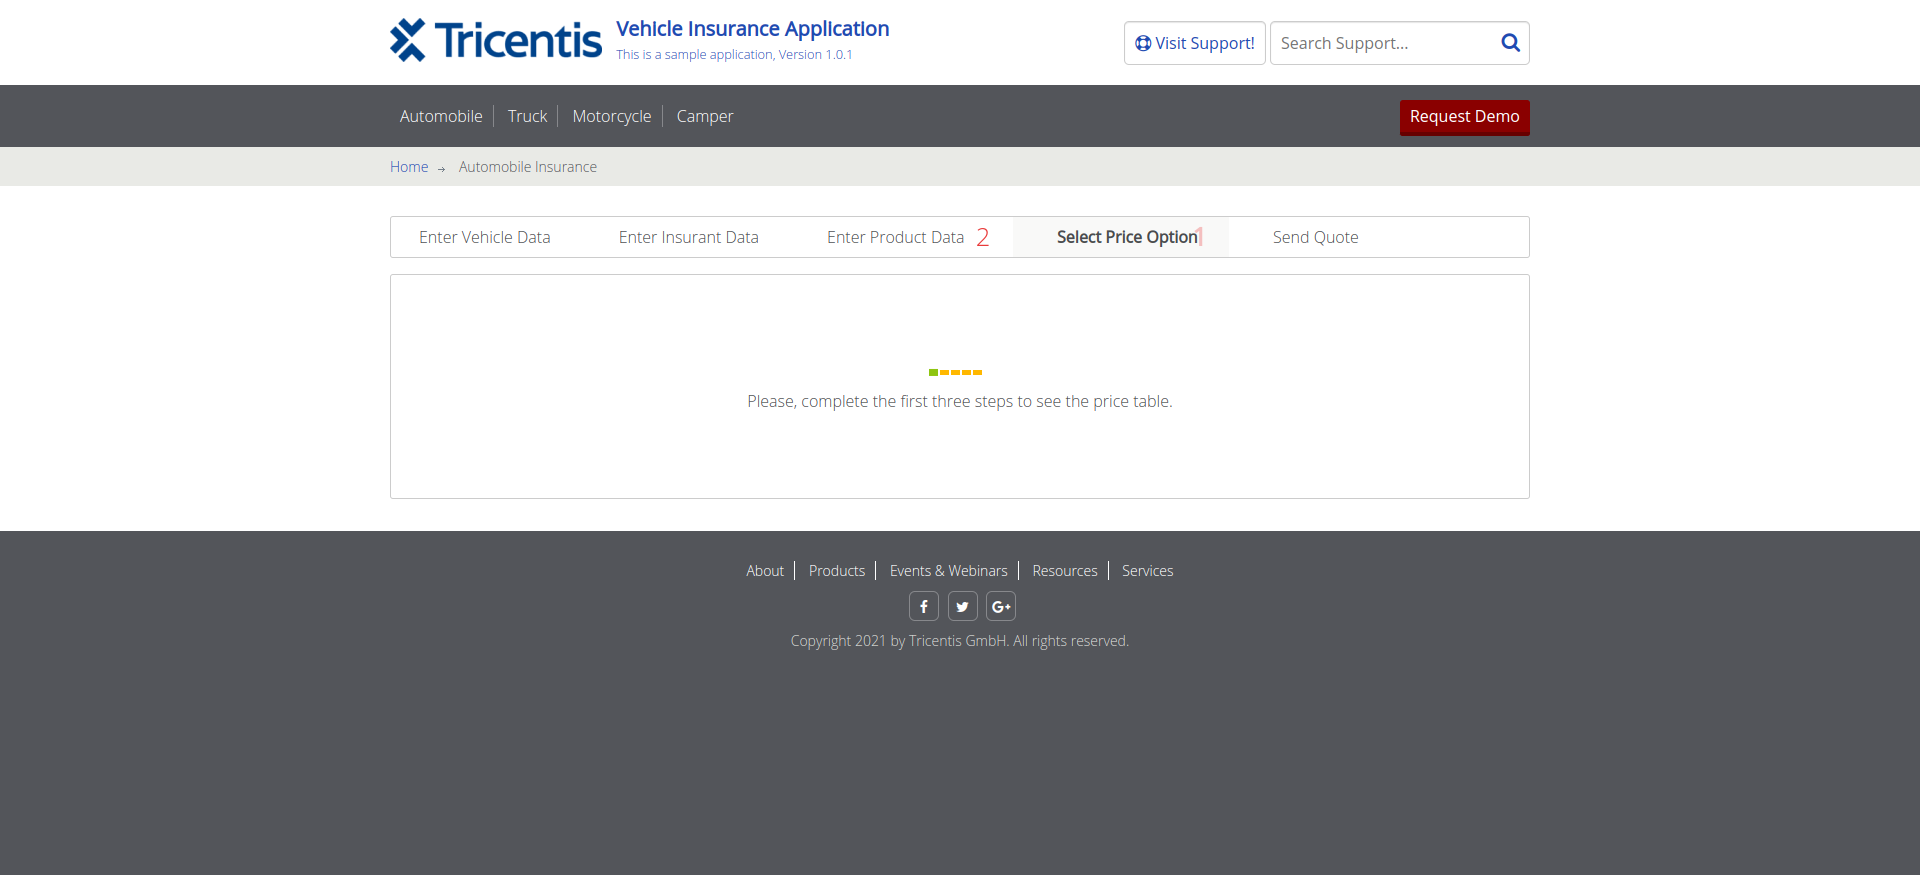 Tricentis
Vehicle Insurance Application
This is a sample application, Version 1.0.1
Visit Support!
Search Support...
Automobile
Truck
Motorcycle
Camper
Request Demo
Home
Automobile Insurance
Enter Vehicle Data
Enter Insurant Data
Enter Product Data 2
Select Price Option 1
Send Quote
Please, complete the first three steps to see the price table.
About
Products
Events & Webinars
Resources
Services
Copyright 2021 by Tricentis GmbH. All rights reserved.